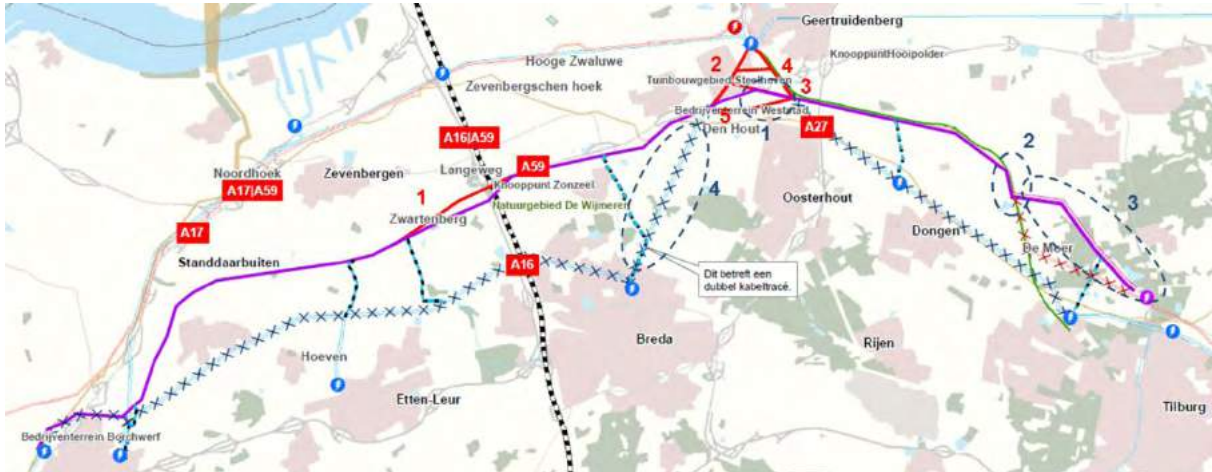 Geertruidenberg
Hooge Zwaluwe
KnooppuntHooipolder
2
4
Zevenbergschen hoek
Tuinbouwgebied Steelhoven
3
Bedrijventerrein Weststad
5
A16|A59
Den Hout
1
A27
2
Noordhoek
Zevenbergen
Langeweg
A59
A17|A59
1
Knooppunt Zonzeel
4
Natuurgebied De Wijmeren
Oosterhout
3
Zwartenberg
A17
Dongen
De Moer
Standdaarbuiten
A16
Dit betreft een
dubbel kabeltracé.
Breda
Rijen
Hoeven
Etten-Leur
Tilburg
Bedrijventerrein Borchwerf